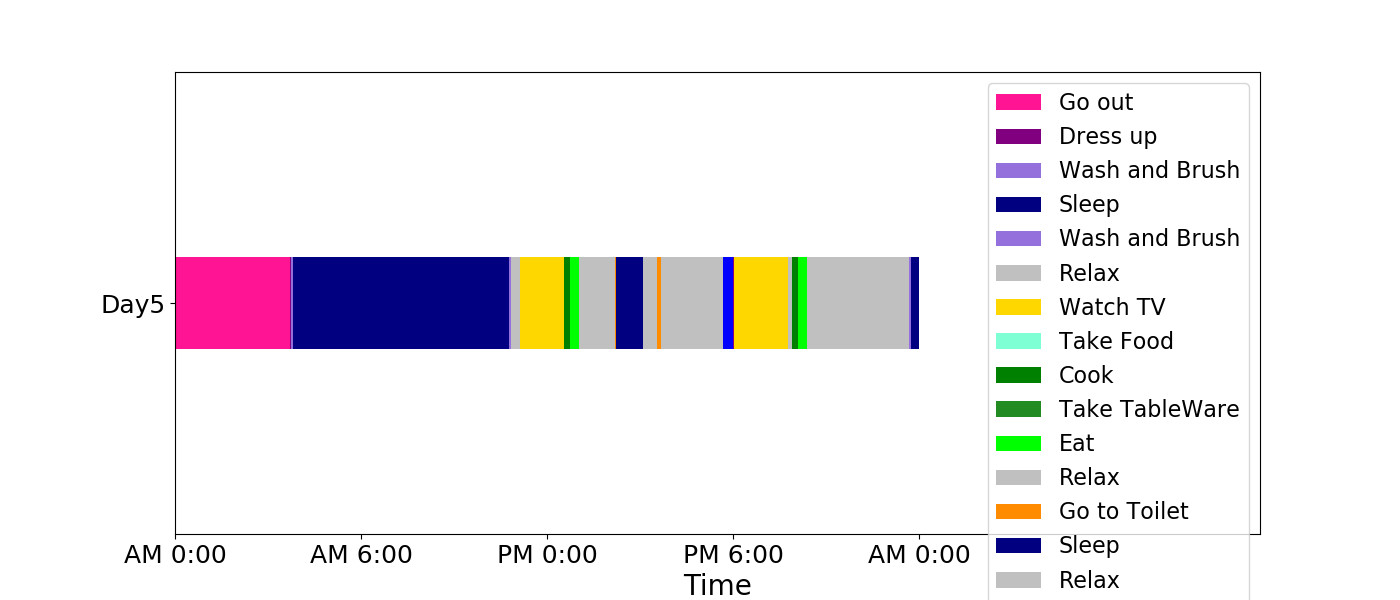 Go out
Dress up
Wash and Brush
Sleep
Wash and Brush
Relax
Watch TV
Take Food
Cook
Take TableWare
Eat
Relax
Go to Toilet
Sleep
Relax
Day5
AM 0:00 AM 6:00 PM 0:00 PM 6:00 AM 0:00
Time